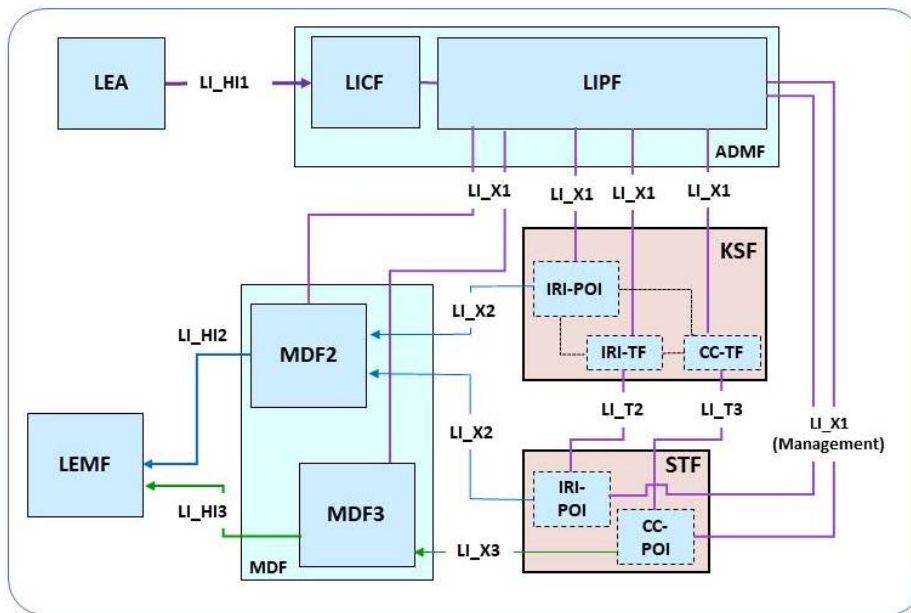 LEA
LI_HI1
LICF
LIPF
ADMF
LI_X1
LI_X1
LI_X1
LI_X1
KSF
IRI-POI
LI_X2
LI_HI2
MDF2
IRI-TF
CC-TF
LI_T2
LI_T3
LI_X1
(Management)
LI_X2
STF
LEMF
IRI-
POI
MDF3
LI_HI3
CC-
POI
LI_X3
MDF